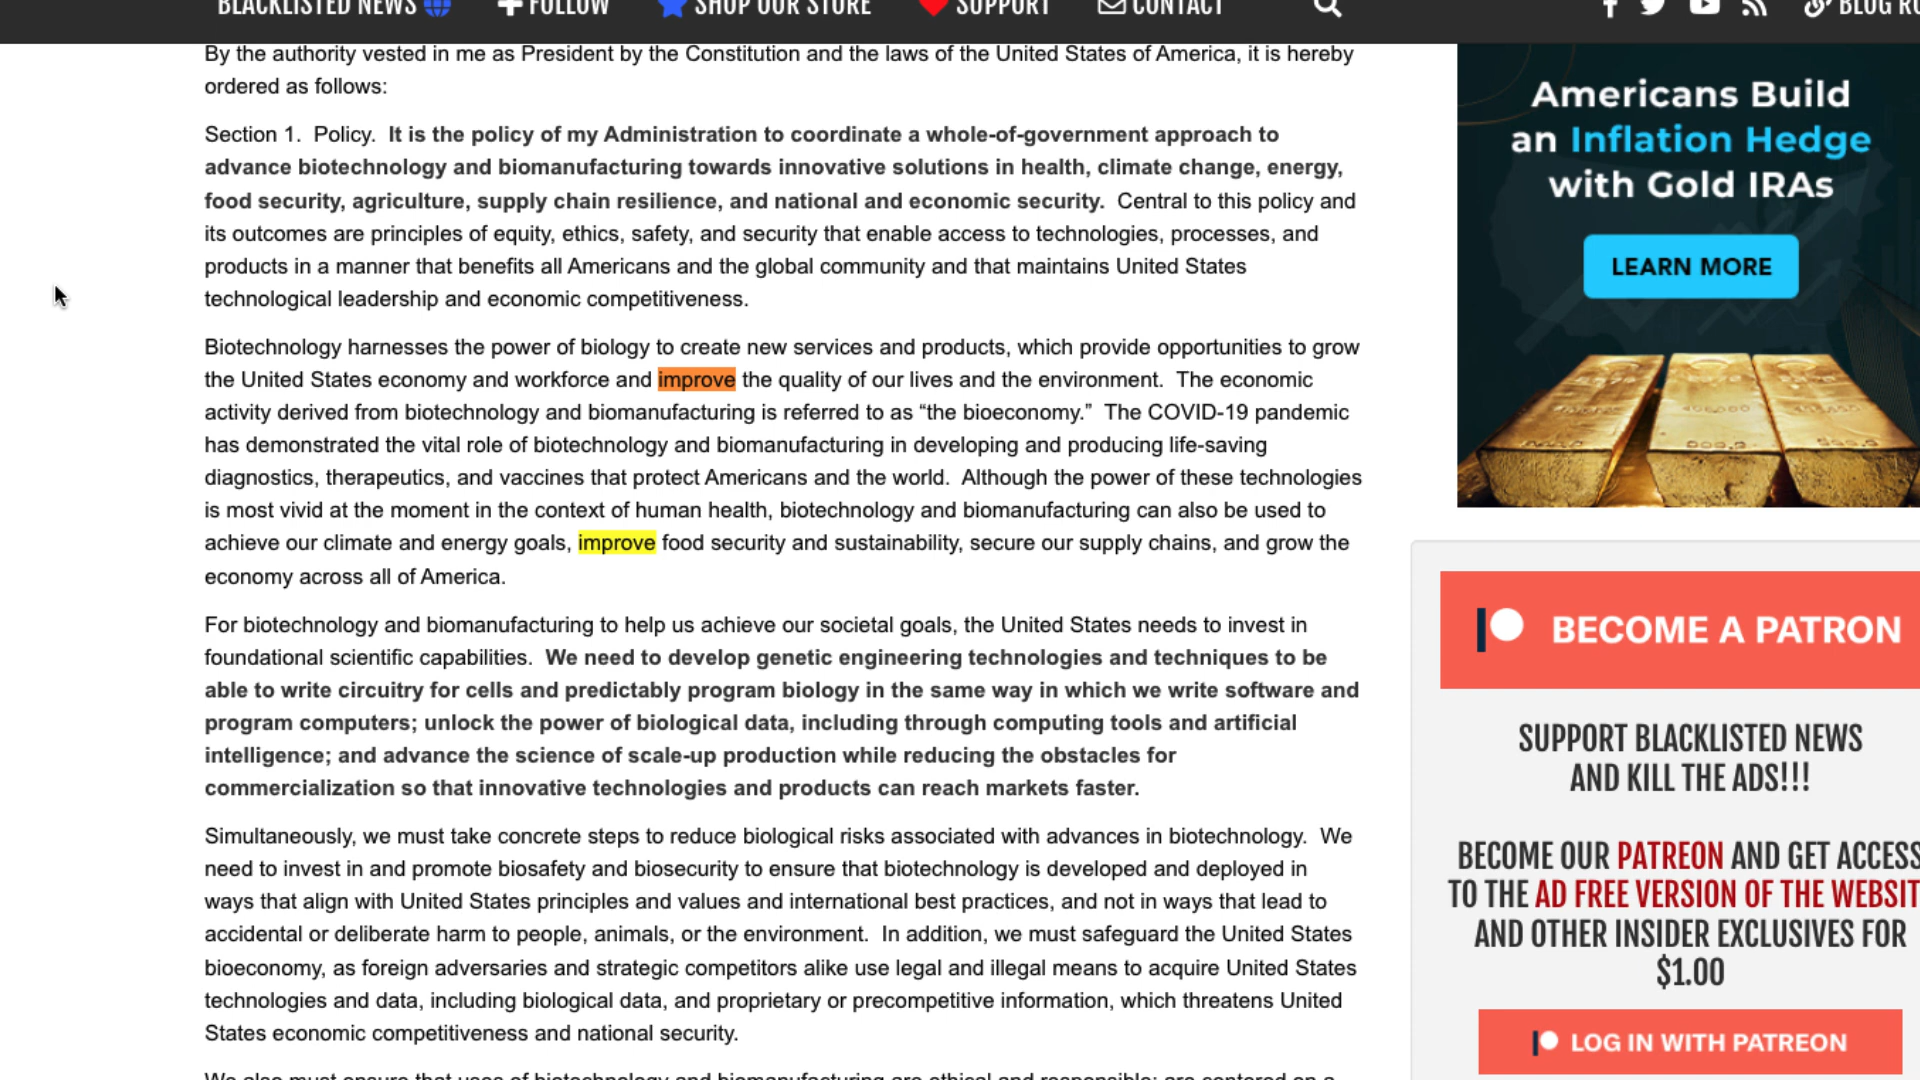 BLACKLISTED NEWS FOLLOW SHOP OUR STORE SUPPORT CONTACT BLOG
By the authority vested in me as President by the Constitution and the laws of the United States of America, it is hereby
ordered as follows:
Section 1.  Policy.  It is the policy of my Administration to coordinate a whole-of-government approach to
advance biotechnology and biomanufacturing towards innovative solutions in health, climate change, energy,
food security, agriculture, supply chain resilience, and national and economic security.  Central to this policy and
its outcomes are principles of equity, ethics, safety, and security that enable access to technologies, processes, and
products in a manner that benefits all Americans and the global community and that maintains United States
technological leadership and economic competitiveness.
Biotechnology harnesses the power of biology to create new services and products, which provide opportunities to grow
the United States economy and workforce and improve the quality of our lives and the environment.  The economic
activity derived from biotechnology and biomanufacturing is referred to as “the bioeconomy.”  The COVID-19 pandemic
has demonstrated the vital role of biotechnology and biomanufacturing in developing and producing life-saving
diagnostics, therapeutics, and vaccines that protect Americans and the world.  Although the power of these technologies
is most vivid at the moment in the context of human health, biotechnology and biomanufacturing can also be used to
achieve our climate and energy goals, improve food security and sustainability, secure our supply chains, and grow the
economy across all of America.
For biotechnology and biomanufacturing to help us achieve our societal goals, the United States needs to invest in
foundational scientific capabilities.  We need to develop genetic engineering technologies and techniques to be
able to write circuitry for cells and predictably program biology in the same way in which we write software and
program computers; unlock the power of biological data, including through computing tools and artificial
intelligence; and advance the science of scale-up production while reducing the obstacles for
commercialization so that innovative technologies and products can reach markets faster.
Simultaneously, we must take concrete steps to reduce biological risks associated with advances in biotechnology.  We
need to invest in and promote biosafety and biosecurity to ensure that biotechnology is developed and deployed in
ways that align with United States principles and values and international best practices, and not in ways that lead to
accidental or deliberate harm to people, animals, or the environment.  In addition, we must safeguard the United States
bioeconomy, as foreign adversaries and strategic competitors alike use legal and illegal means to acquire United States
technologies and data, including biological data, and proprietary or precompetitive information, which threatens United
States economic competitiveness and national security.
We also must ensure that uses of biotechnology and biomanufacturing are ethical and responsible; are centered on a
Americans Build
an Inflation Hedge
with Gold IRAs
LEARN MORE
BECOME A PATRON
SUPPORT BLACKLISTED NEWS
AND KILL THE ADS!!!
BECOME OUR PATREON AND GET ACCESS
TO THE AD FREE VERSION OF THE WEBSIT
AND OTHER INSIDER EXCLUSIVES FOR
$1.00
LOG IN WITH PATREON